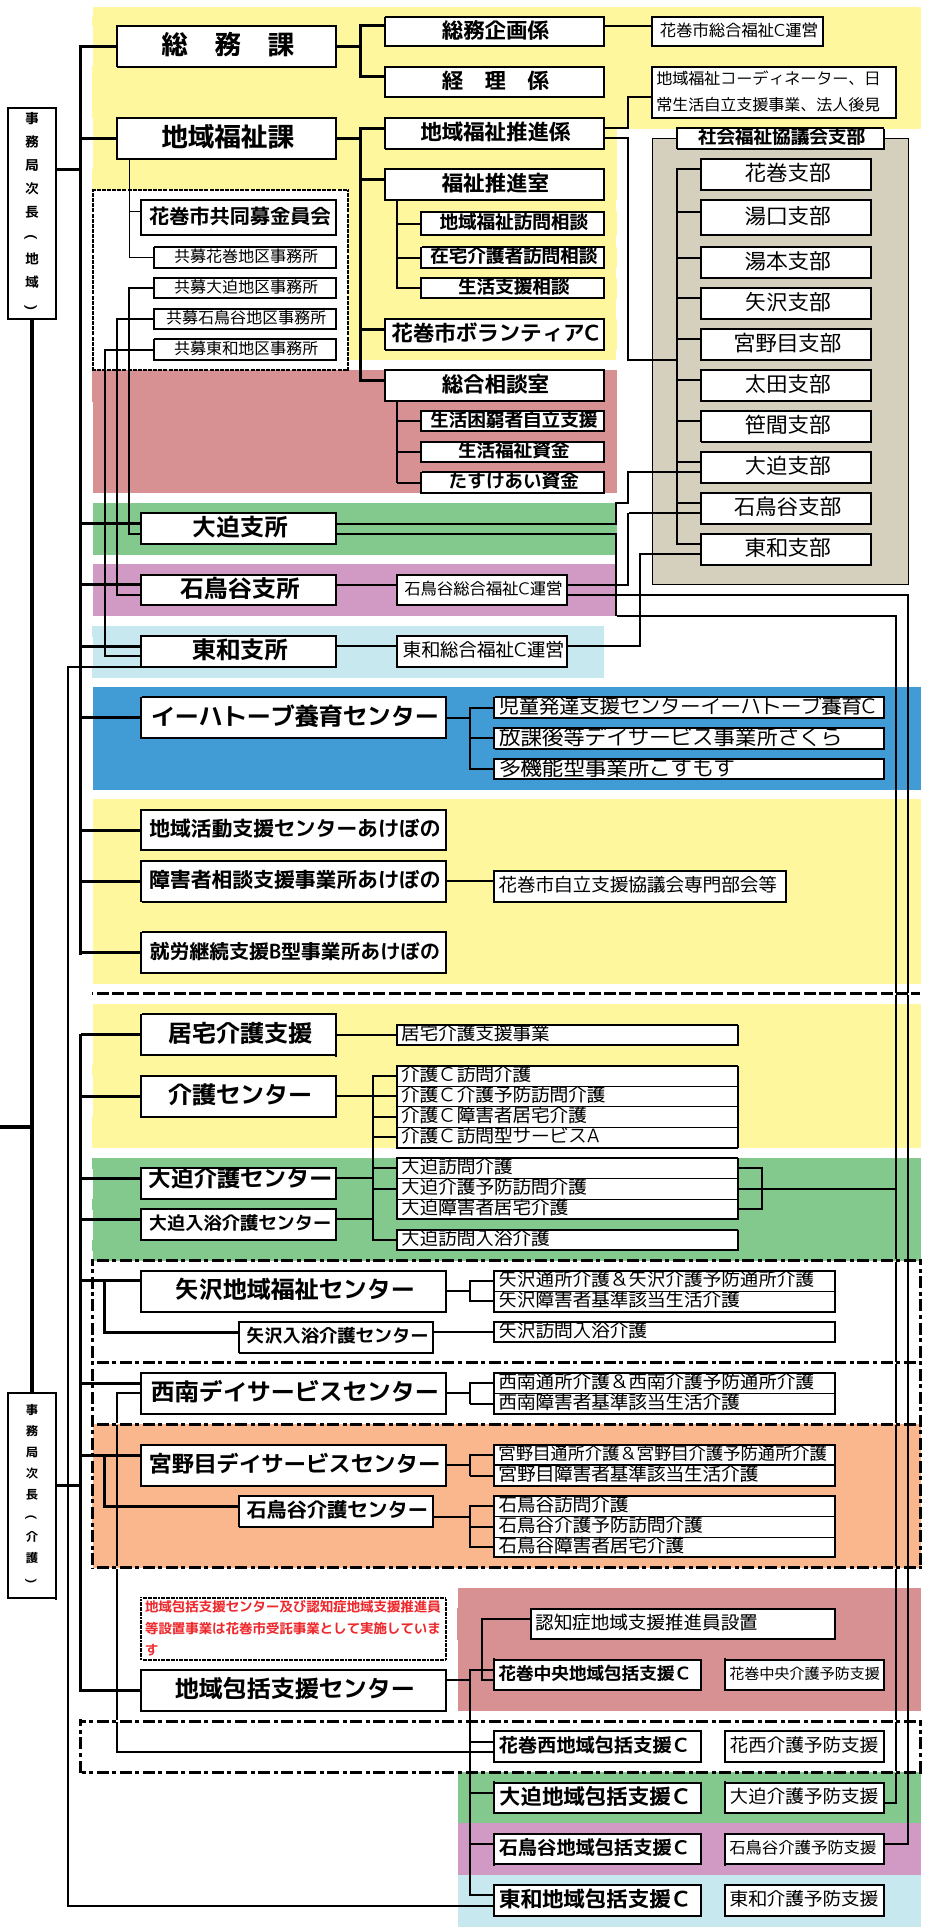 総　務　課
総務企画係
花巻市総合福祉C運営
経　理　係
地域福祉コーディネーター、日
常生活自立支援事業、法人後見
事務局次長(地域)
地域福祉課
地域福祉推進係
社会福祉協議会支部
花巻支部
湯口支部
湯本支部
矢沢支部
宮野目支部
太田支部
笹間支部
大迫支部
石鳥谷支部
東和支部
福祉推進室
地域福祉訪問相談
在宅介護者訪問相談
生活支援相談
花巻市共同募金員会
共募花巻地区事務所
共募大迫地区事務所
共募石鳥谷地区事務所
共募東和地区事務所
花巻市ボランティアC
総合相談室
生活困窮者自立支援
生活福祉資金
たすけあい資金
大迫支所
石鳥谷支所
石鳥谷総合福祉C運営
東和支所
東和総合福祉C運営
イーハトーブ養育センター
児童発達支援センターイーハトーブ養育C
放課後等デイサービス事業所さくら
多機能型事業所こすもす
地域活動支援センターあけぼの
障害者相談支援事業所あけぼの
花巻市自立支援協議会専門部会等
就労継続支援B型事業所あけぼの
居宅介護支援
居宅介護支援事業
介護センター
介護C訪問介護
介護C介護予防訪問介護
介護C障害者居宅介護
介護C訪問型サービスA
大迫介護センター
大迫訪問介護
大迫介護予防訪問介護
大迫障害者居宅介護
大迫入浴介護センター
大迫訪問入浴介護
矢沢地域福祉センター
矢沢通所介護＆矢沢介護予防通所介護
矢沢障害者基準該当生活介護
矢沢入浴介護センター
矢沢訪問入浴介護
西南デイサービスセンター
西南通所介護＆西南介護予防通所介護
西南障害者基準該当生活介護
事務局次長(介護)
宮野目デイサービスセンター
宮野目通所介護＆宮野目介護予防通所介護
宮野目障害者基準該当生活介護
石鳥谷介護センター
石鳥谷訪問介護
石鳥谷介護予防訪問介護
石鳥谷障害者居宅介護
地域包括支援センター及び認知症地域支援推進員
等設置事業は花巻市受託事業として実施していま
す
認知症地域支援推進員設置
地域包括支援センター
花巻中央地域包括支援C
花巻中央介護予防支援
花巻西地域包括支援C
花西介護予防支援
大迫地域包括支援C
大迫介護予防支援
石鳥谷地域包括支援C
石鳥谷介護予防支援
東和地域包括支援C
東和介護予防支援